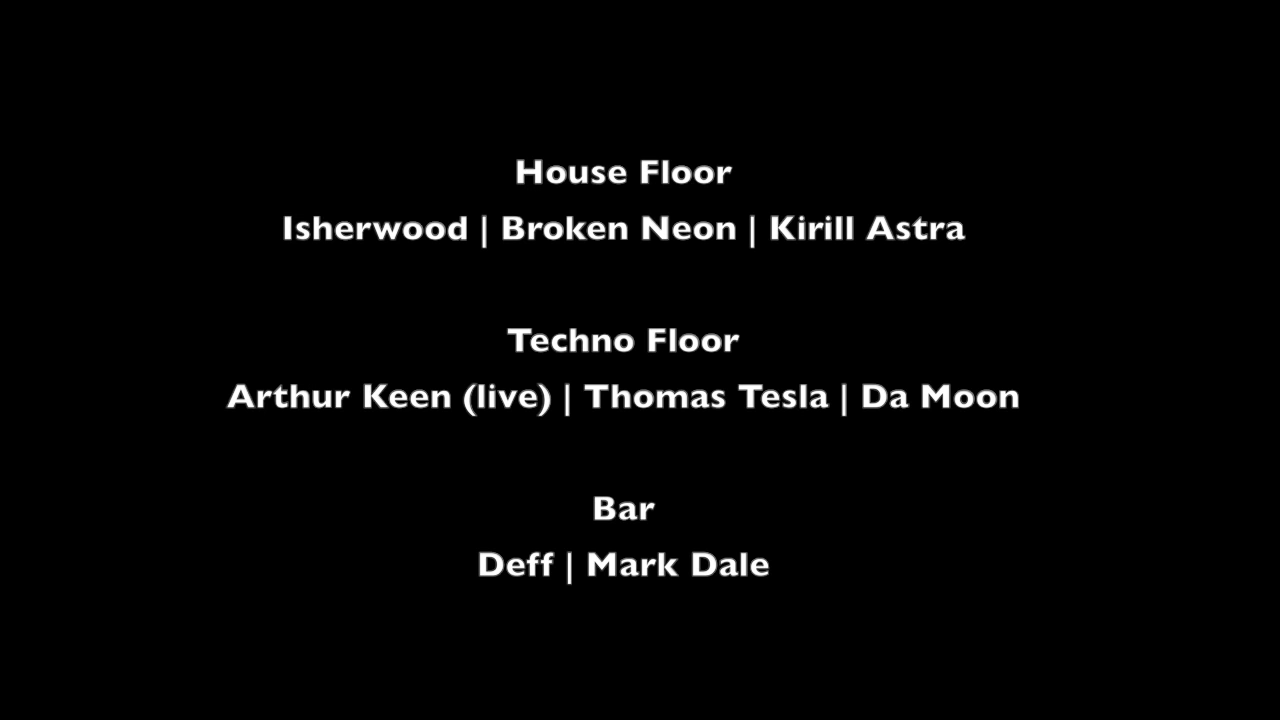 House Floor
Isherwood | Broken Neon | Kirill Astra
Techno Floor
Arthur Keen (live) | Thomas Tesla | Da Moon
Bar
Deff | Mark Dale